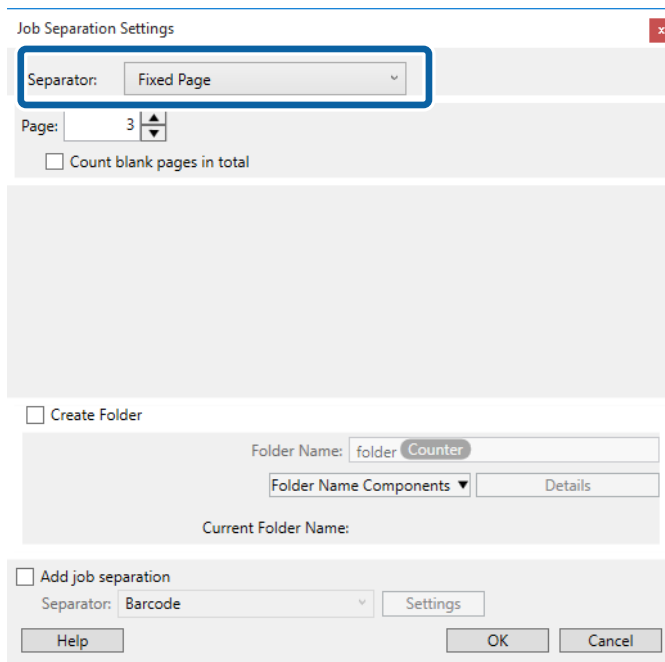 Job Separation Settings x
Separator: Fixed Page
Page: 3
Count blank pages in total
Create Folder
Folder Name: folder Counter
Folder Name Components Details
Current Folder Name:
Add job separation
Separator: Barcode Settings
Help OK Cancel